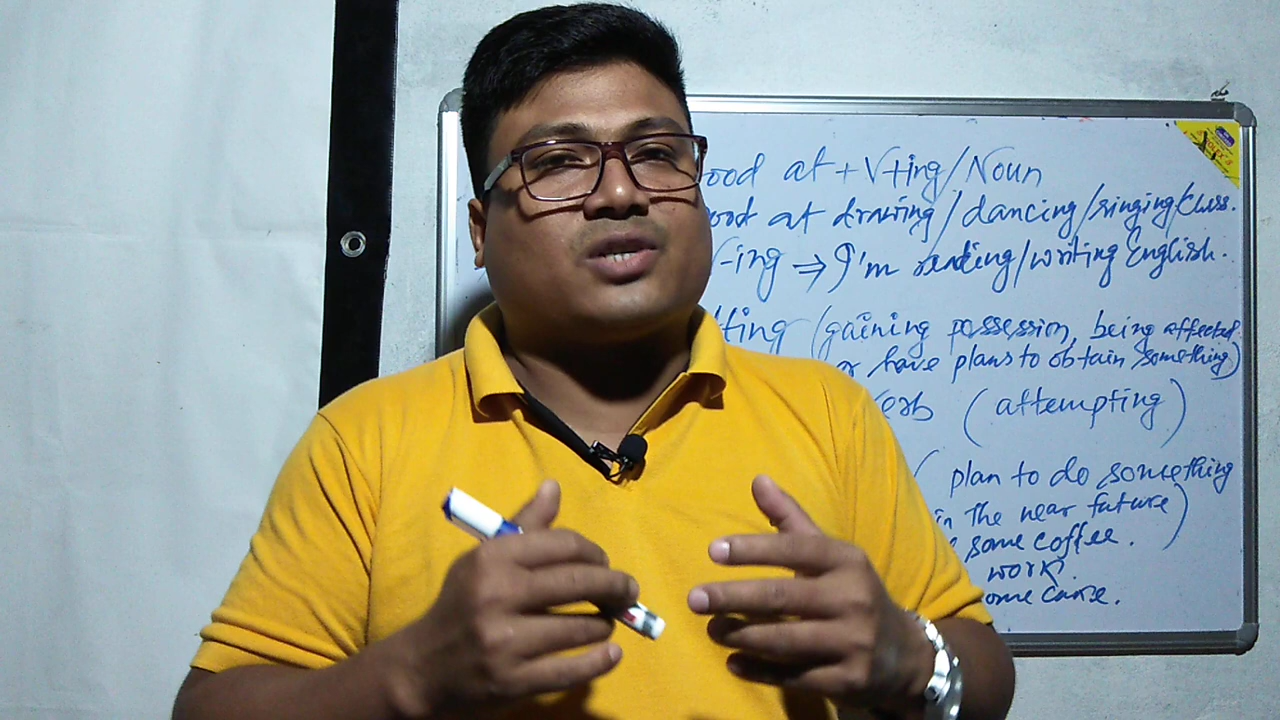 ood at + V+ing/Noun
ood at drawing/dancing/singing/
-ing ⇒ I'm reading/writing English.
tting (gaining possession, being affected
or have plans to obtain something)
erb (attempting)
( plan to do something
in the near future)
e some coffee.
work.
ome